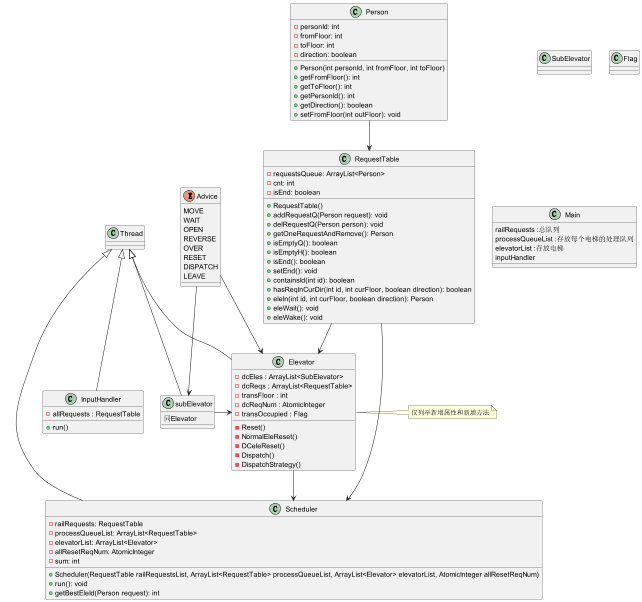 Person
personId: int
fromFloor: int
toFloor: int
direction: boolean
Person(int personId, int fromFloor, int toFloor)
getFromFloor(): int
getToFloor(): int
getPersonId(): int
getDirection(): boolean
setFromFloor(int outFloor): void
SubElevator
Flag
RequestTable
requestsQueue: ArrayList<Person>
cnt: int
isEnd: boolean
RequestTable()
addRequestQ(Person request): void
delRequestQ(Person person): void
getOneRequestAndRemove(): Person
isEmptyQ(): boolean
isEmptyH(): boolean
isEnd(): boolean
setEnd(): void
containsId(int id): boolean
hasReqInCurDir(int id, int curFloor, boolean direction): boolean
eleIn(int id, int curFloor, boolean direction): Person
eleWait(): void
eleWake(): void
Advice
MOVE
WAIT
OPEN
REVERSE
OVER
RESET
DISPATCH
LEAVE
Main
railRequests :总队列
processQueueList :存放每个电梯的处理队列
elevatorList :存放电梯
inputHandler
Thread
Elevator
dcEles : ArrayList<SubElevator>
dcReqs : ArrayList<RequestTable>
transFloor : int
dcReqNum : AtomicInteger
transOccupied : Flag
Reset()
NormalEleReset()
DCeleReset()
Dispatch()
DispatchStrategy()
InputHandler
allRequests : RequestTable
run()
subElevator
同Elevator
仅列举新增属性和新增方法
Scheduler
railRequests: RequestTable
processQueueList: ArrayList<RequestTable>
elevatorList: ArrayList<Elevator>
allResetReqNum: AtomicInteger
sum: int
Scheduler(RequestTable railRequestsList, ArrayList<RequestTable> processQueueList, ArrayList<Elevator> elevatorList, AtomicInteger allResetReqNum)
run(): void
getBestEleId(Person request): int